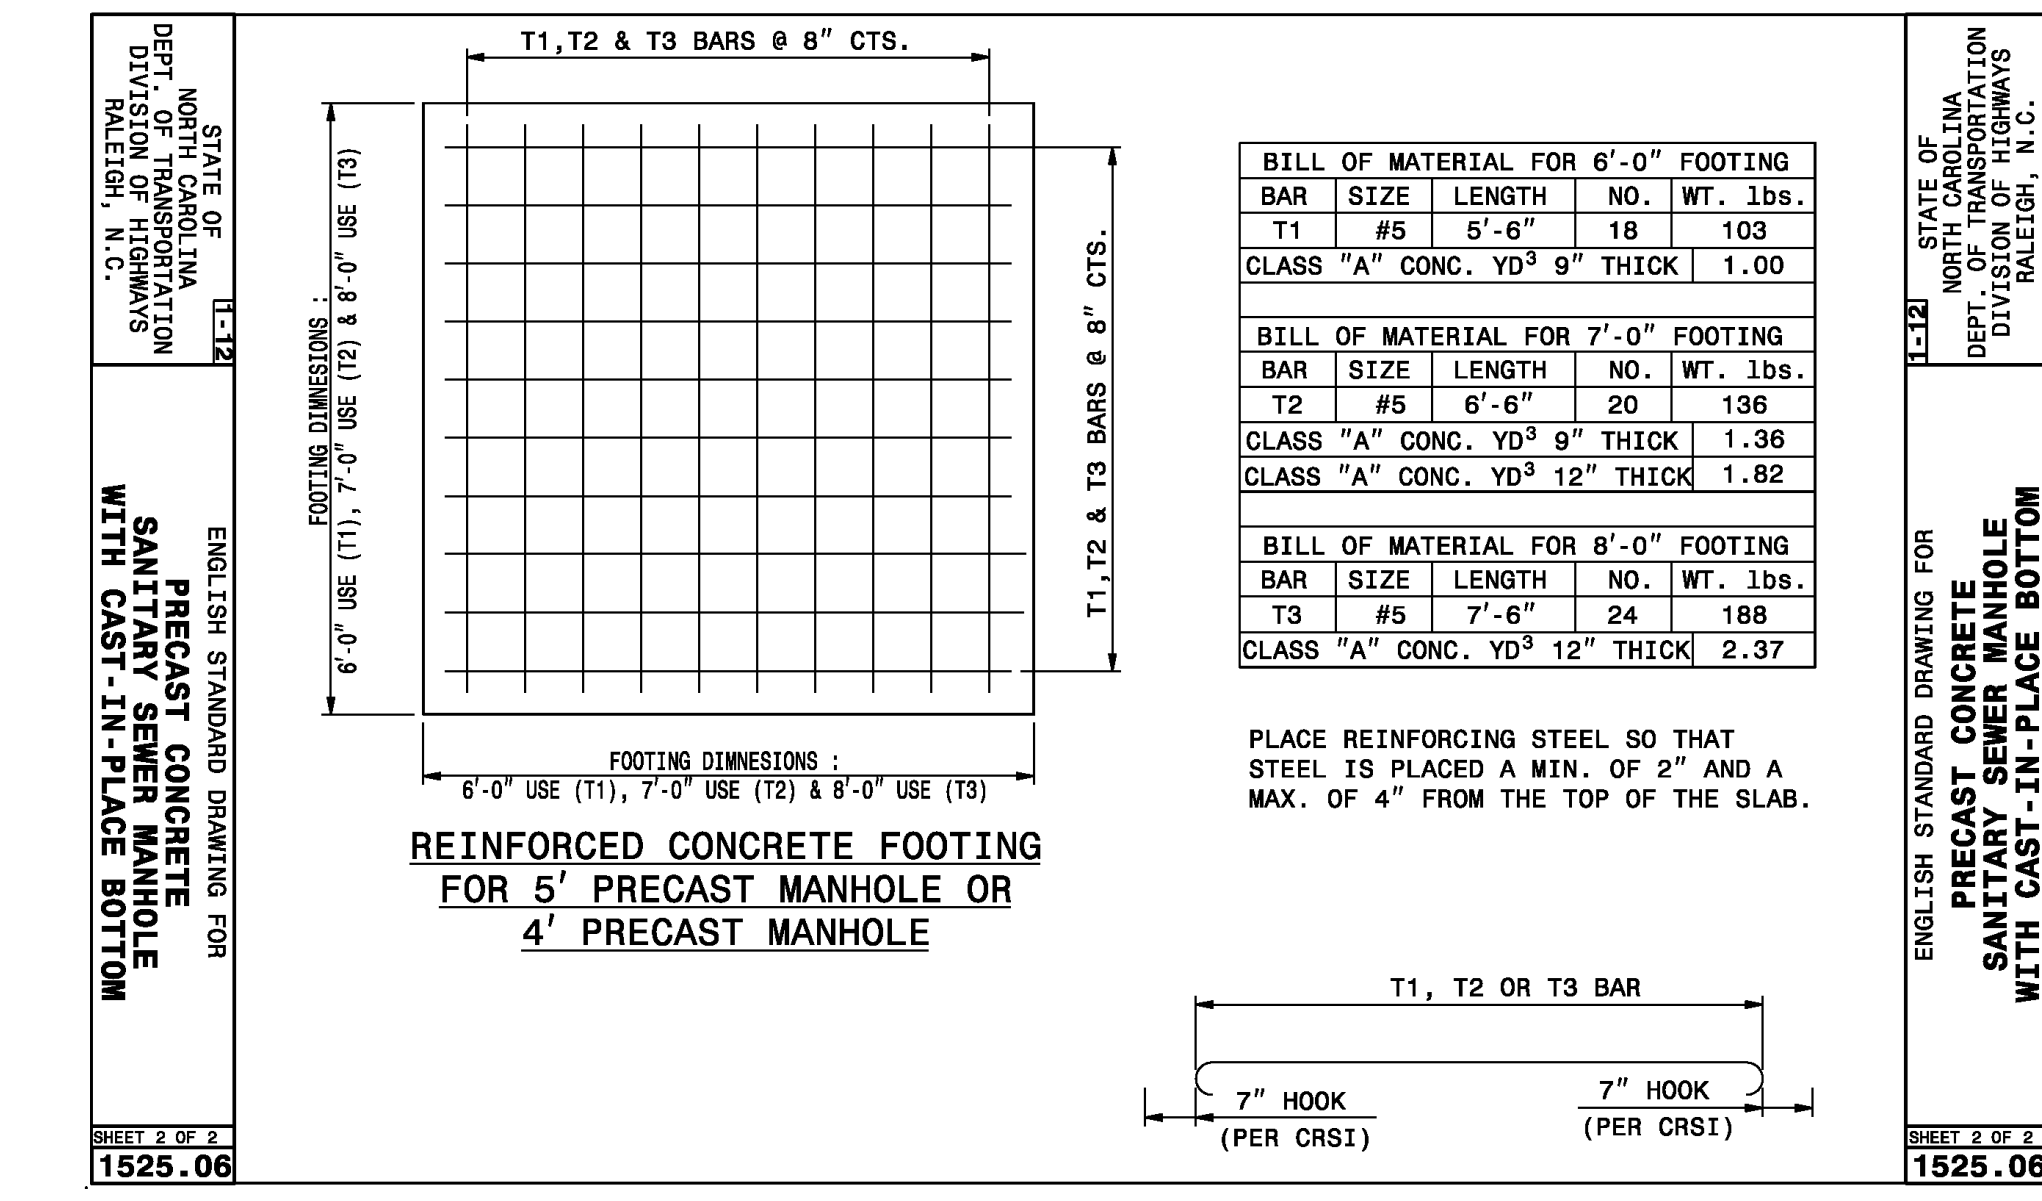 STATE OF
NORTH CAROLINA
DEPT. OF TRANSPORTATION
DIVISION OF HIGHWAYS
RALEIGH, N.C.
1-12
ENGLISH STANDARD DRAWING FOR
PRECAST CONCRETE
SANITARY SEWER MANHOLE
WITH CAST-IN-PLACE BOTTOM
SHEET 2 OF 2
1525.06
T1,T2 & T3 BARS @ 8" CTS.
FOOTING DIMNESIONS :
6'-0" USE (T1), 7'-0" USE (T2) & 8'-0" USE (T3)
T1,T2 & T3 BARS @ 8" CTS.
FOOTING DIMNESIONS :
6'-0" USE (T1), 7'-0" USE (T2) & 8'-0" USE (T3)
REINFORCED CONCRETE FOOTING
FOR 5' PRECAST MANHOLE OR
4' PRECAST MANHOLE
BILL OF MATERIAL FOR 6'-0" FOOTING
BAR SIZE LENGTH NO. WT. lbs.
T1 #5 5'-6" 18 103
CLASS "A" CONC. YD³ 9" THICK 1.00
BILL OF MATERIAL FOR 7'-0" FOOTING
BAR SIZE LENGTH NO. WT. lbs.
T2 #5 6'-6" 20 136
CLASS "A" CONC. YD³ 9" THICK 1.36
CLASS "A" CONC. YD³ 12" THICK 1.82
BILL OF MATERIAL FOR 8'-0" FOOTING
BAR SIZE LENGTH NO. WT. lbs.
T3 #5 7'-6" 24 188
CLASS "A" CONC. YD³ 12" THICK 2.37
PLACE REINFORCING STEEL SO THAT
STEEL IS PLACED A MIN. OF 2" AND A
MAX. OF 4" FROM THE TOP OF THE SLAB.
T1, T2 OR T3 BAR
7" HOOK
(PER CRSI)
7" HOOK
(PER CRSI)
1-12
STATE OF
NORTH CAROLINA
DEPT. OF TRANSPORTATION
DIVISION OF HIGHWAYS
RALEIGH, N.C.
ENGLISH STANDARD DRAWING FOR
PRECAST CONCRETE
SANITARY SEWER MANHOLE
WITH CAST-IN-PLACE BOTTOM
SHEET 2 OF 2
1525.06